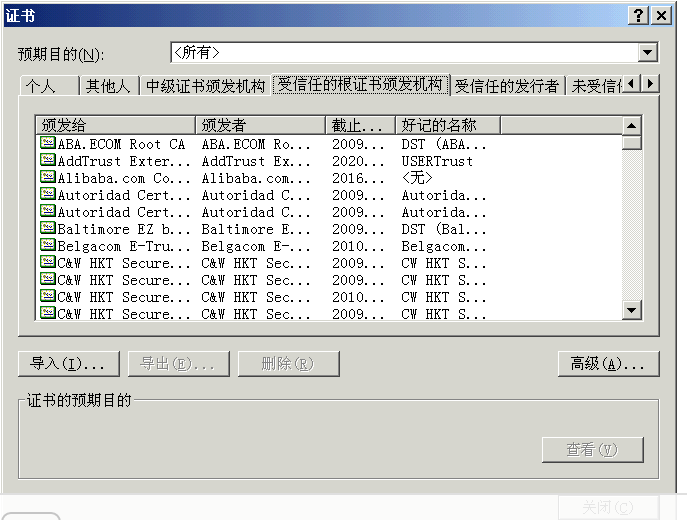 证书
预期目的(N): <所有>
个人 其他人 中级证书颁发机构 受信任的根证书颁发机构 受信任的发行者 未受信
颁发给 颁发者 截止... 好记的名称
ABA.ECOM Root CA ABA.ECOM Ro... 2009... DST (ABA...
AddTrust Exter... AddTrust Ex... 2020... USERTrust
Alibaba.com Co... Alibaba.com... 2016... <无>
Autoridad Cert... Autoridad C... 2009... Autorida...
Autoridad Cert... Autoridad C... 2009... Autorida...
Baltimore EZ b... Baltimore E... 2009... DST (Bal...
Belgacom E-Tru... Belgacom E-... 2010... Belgacom...
C&W HKT Secure... C&W HKT Sec... 2009... CW HKT S...
C&W HKT Secure... C&W HKT Sec... 2009... CW HKT S...
C&W HKT Secure... C&W HKT Sec... 2010... CW HKT S...
C&W HKT Secure... C&W HKT Sec... 2009... CW HKT S...
导入(I)... 导出(E)... 删除(R) 高级(A)...
证书的预期目的
查看(V)
关闭(C)